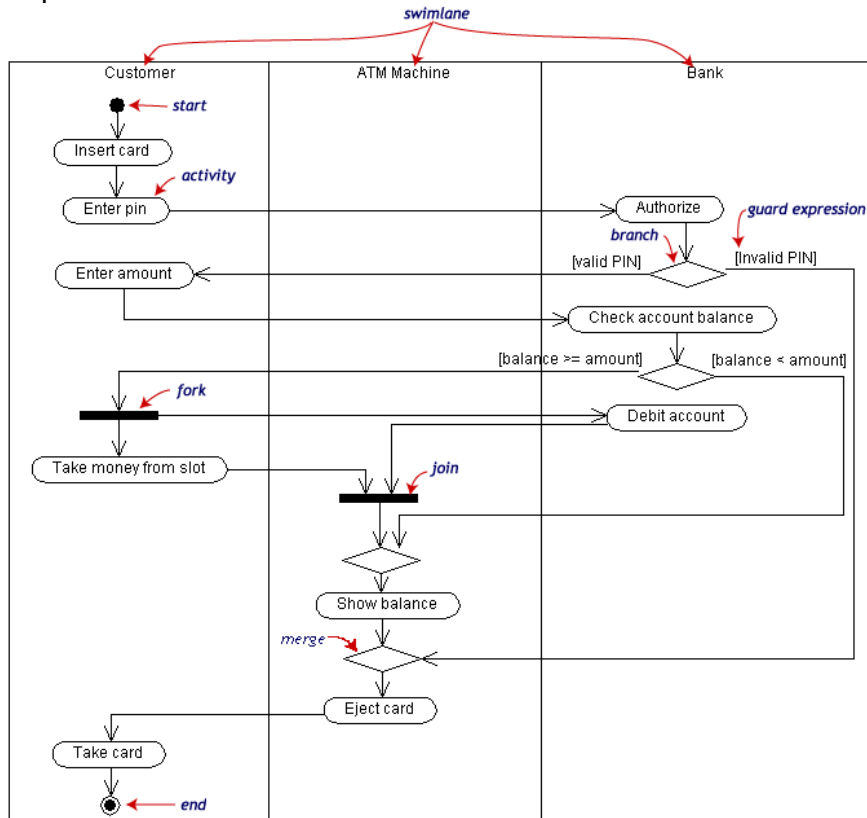 swimlane
Customer
ATM Machine
Bank
start
Insert card
activity
Enter pin
Authorize
guard expression
branch
[valid PIN]
[Invalid PIN]
Enter amount
Check account balance
[balance >= amount]
[balance < amount]
fork
Debit account
Take money from slot
join
Show balance
merge
Eject card
Take card
end